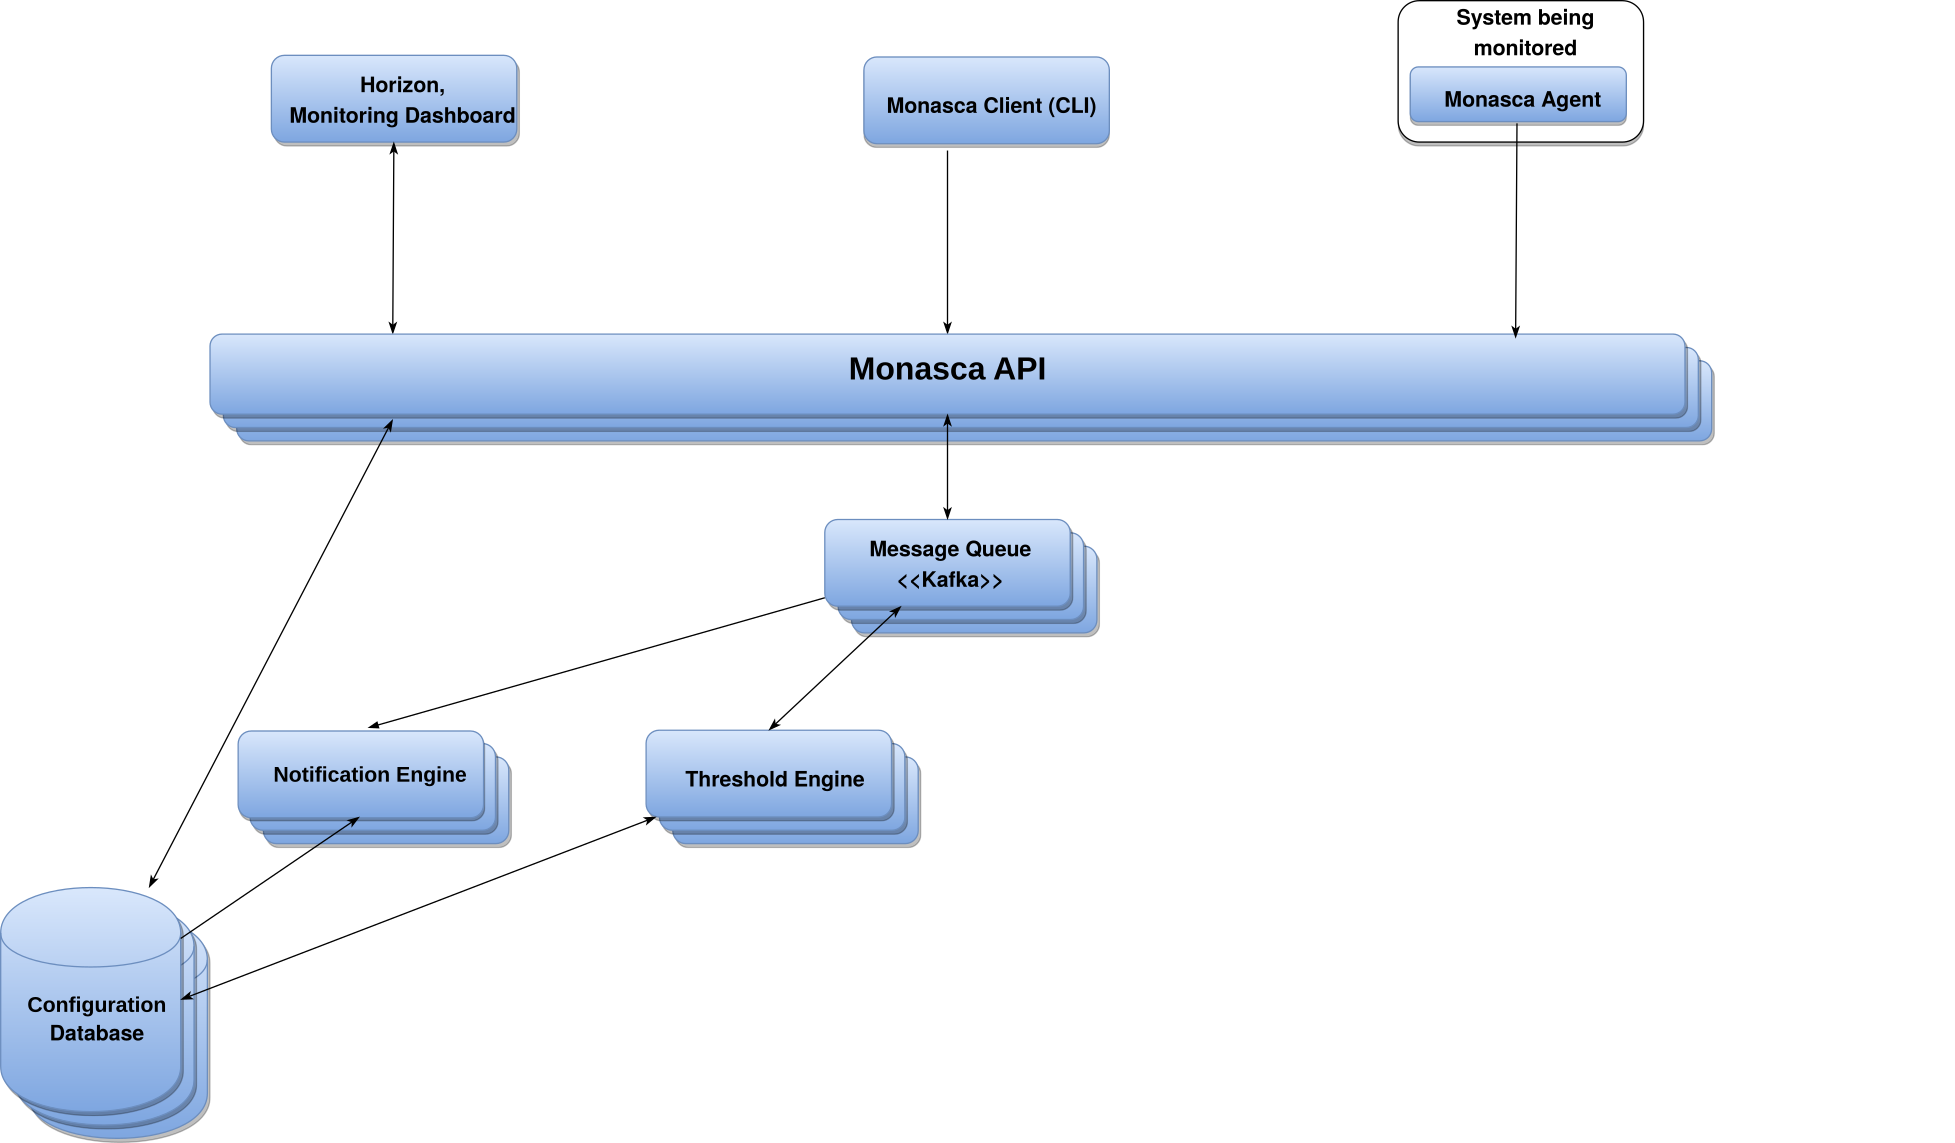 System being
monitored
Horizon,
Monitoring Dashboard
Monasca Client (CLI)
Monasca Agent
Monasca API
Message Queue
<<Kafka>>
Notification Engine
Threshold Engine
Configuration
Database